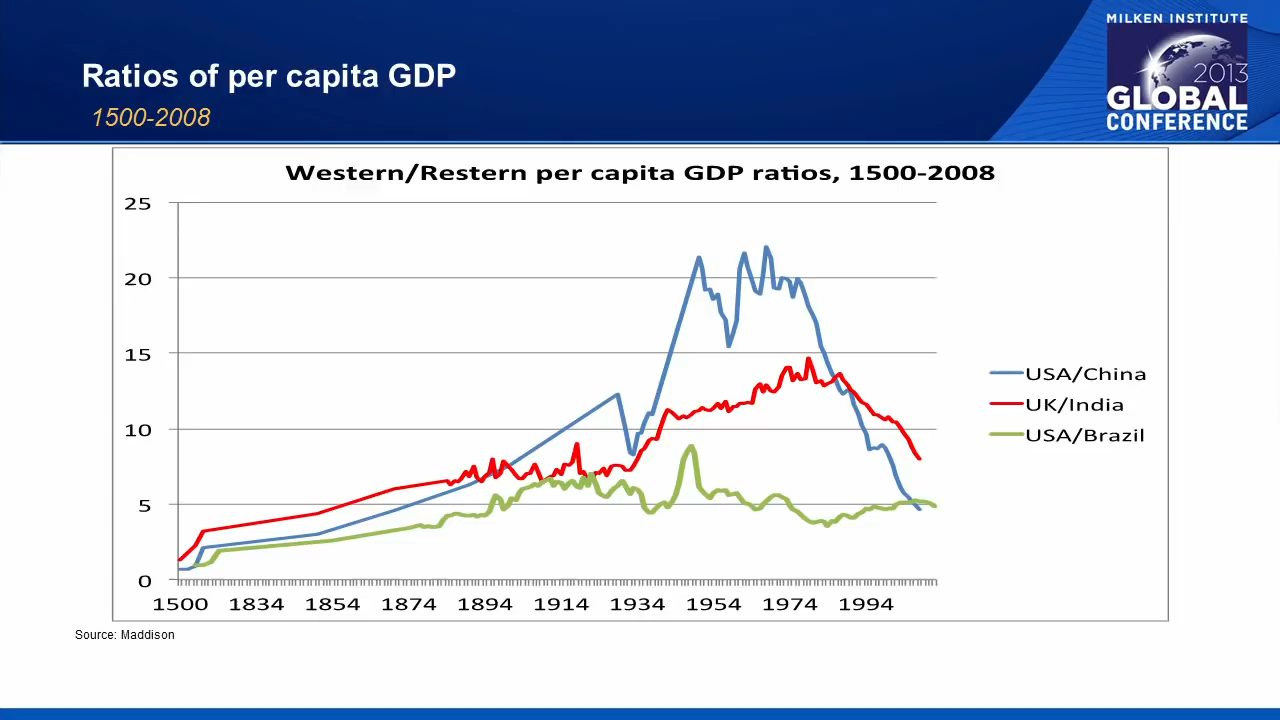 MILKEN INSTITUTE
2013
GLOBAL
CONFERENCE
Ratios of per capita GDP
1500-2008
Western/Restern per capita GDP ratios, 1500-2008
25
20
15
10
5
0
1500 1834 1854 1874 1894 1914 1934 1954 1974 1994
USA/China
UK/India
USA/Brazil
Source: Maddison